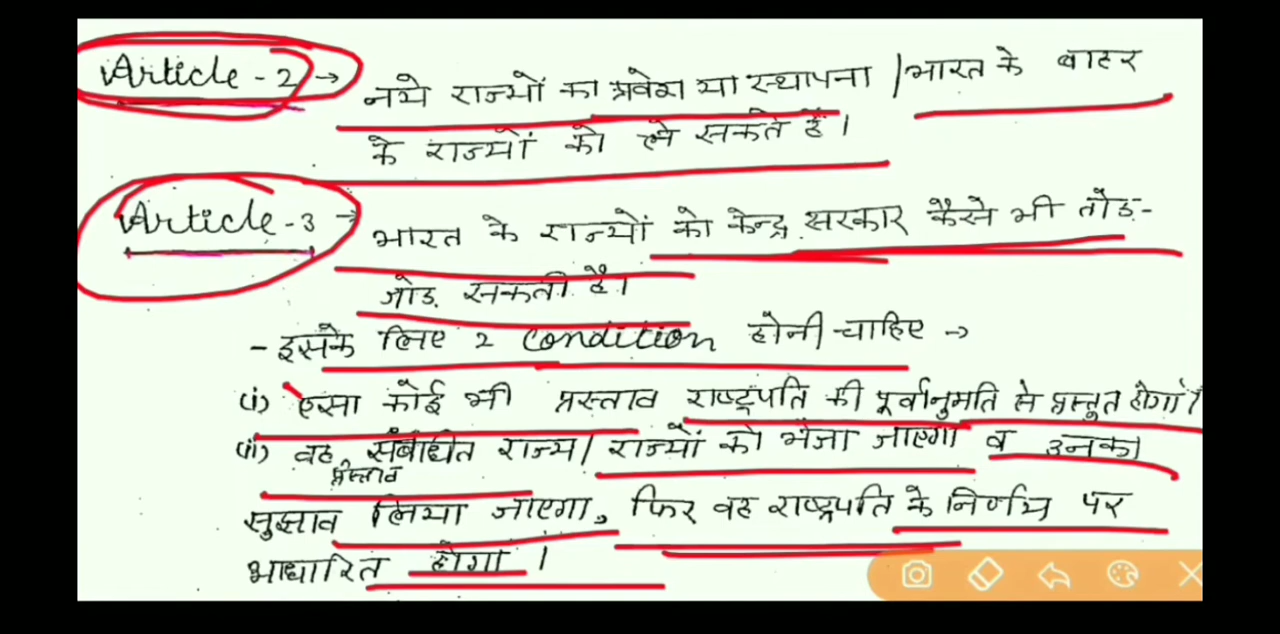 Article - 2 → नये राज्यों का प्रवेश या स्थापना / भारत के बाहर
के राज्यों को ले सकते हैं।
Article - 3 → भारत के राज्यों को केन्द्र सरकार कैसे भी तोड़-
जोड़ सकती है।
- इसके लिए 2 condition होनी चाहिए →
(i) ऐसा कोई भी प्रस्ताव राष्ट्रपति की पूर्वानुमति से प्रस्तुत होगा।
(ii) वह प्रस्ताव संबंधित राज्य/ राज्यों को भेजा जाएगा व उनका
सुझाव लिया जाएगा, फिर वह राष्ट्रपति के निर्णय पर
आधारित होगा।